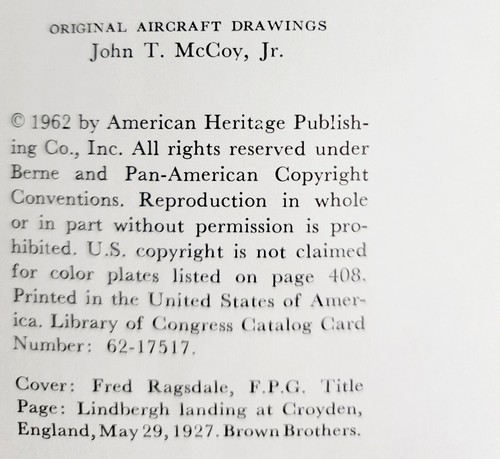 ORIGINAL AIRCRAFT DRAWINGS
John T. McCoy, Jr.
© 1962 by American Heritage Publish-
ing Co., Inc. All rights reserved under
Berne and Pan-American Copyright
Conventions. Reproduction in whole
or in part without permission is pro-
hibited. U.S. copyright is not claimed
for color plates listed on page 408.
Printed in the United States of Amer-
ica. Library of Congress Catalog Card
Number: 62-17517.
Cover: Fred Ragsdale, F.P.G. Title
Page: Lindbergh landing at Croyden,
England, May 29, 1927. Brown Brothers.